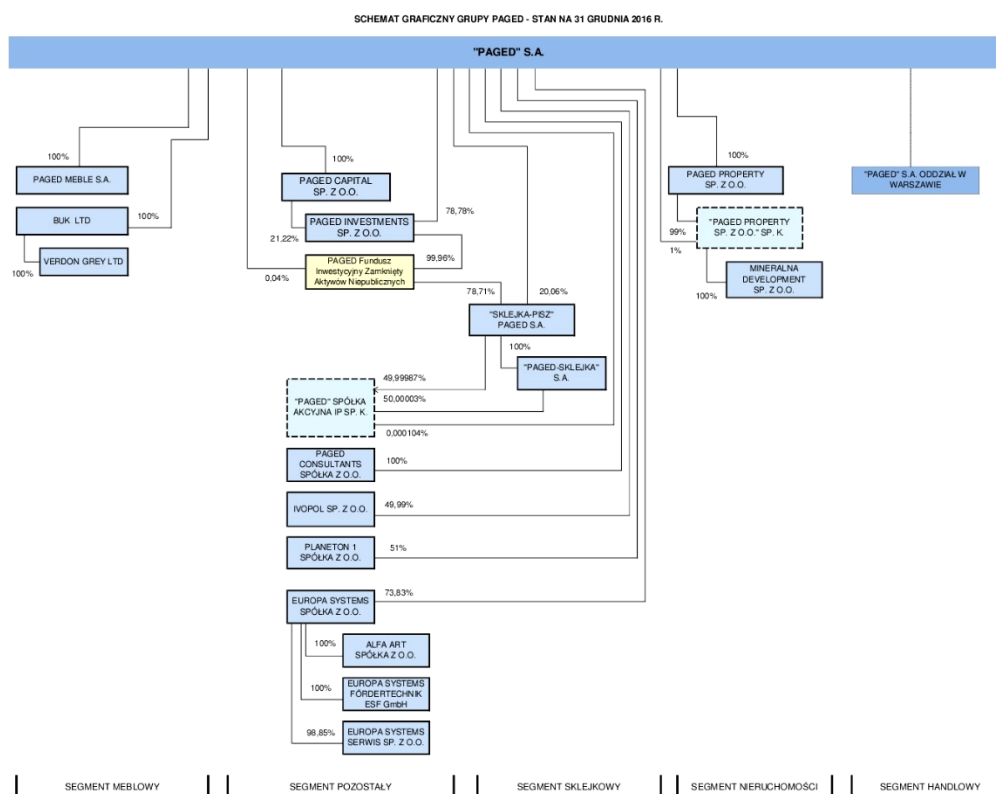 SCHEMAT GRAFICZNY GRUPY PAGED - STAN NA 31 GRUDNIA 2016 R.
"PAGED" S.A.
100%
PAGED MEBLE S.A.
BUK LTD
100%
100%
VERDON GREY LTD
100%
PAGED CAPITAL
SP. Z O.O.
PAGED INVESTMENTS
SP. Z O.O.
78,78%
21,22%
PAGED Fundusz
Inwestycyjny Zamknięty
Aktywów Niepublicznych
99,96%
0,04%
78,71%
20,06%
"SKLEJKA-PISZ"
PAGED S.A.
100%
"PAGED-SKLEJKA"
S.A.
49,99987%
50,00003%
0,000104%
"PAGED" SPÓŁKA
AKCYJNA IP SP. K.
PAGED
CONSULTANTS
SPÓŁKA Z O.O.
100%
IVOPOL SP. Z O.O.
49,99%
PLANETON 1
SPÓŁKA Z O.O.
51%
EUROPA SYSTEMS
SPÓŁKA Z O.O.
73,83%
100%
ALFA ART
SPÓŁKA Z O.O.
100%
EUROPA SYSTEMS
FÖRDERTECHNIK
ESF GmbH
98,85%
EUROPA SYSTEMS
SERWIS SP. Z O.O.
100%
PAGED PROPERTY
SP. Z O.O.
99%
1%
"PAGED PROPERTY
SP. Z O.O." SP. K.
100%
MINERALNA
DEVELOPMENT
SP. Z O.O.
"PAGED" S.A. ODDZIAŁ W
WARSZAWIE
SEGMENT MEBLOWY
SEGMENT POZOSTAŁY
SEGMENT SKLEJKOWY
SEGMENT NIERUCHOMOŚCI
SEGMENT HANDLOWY